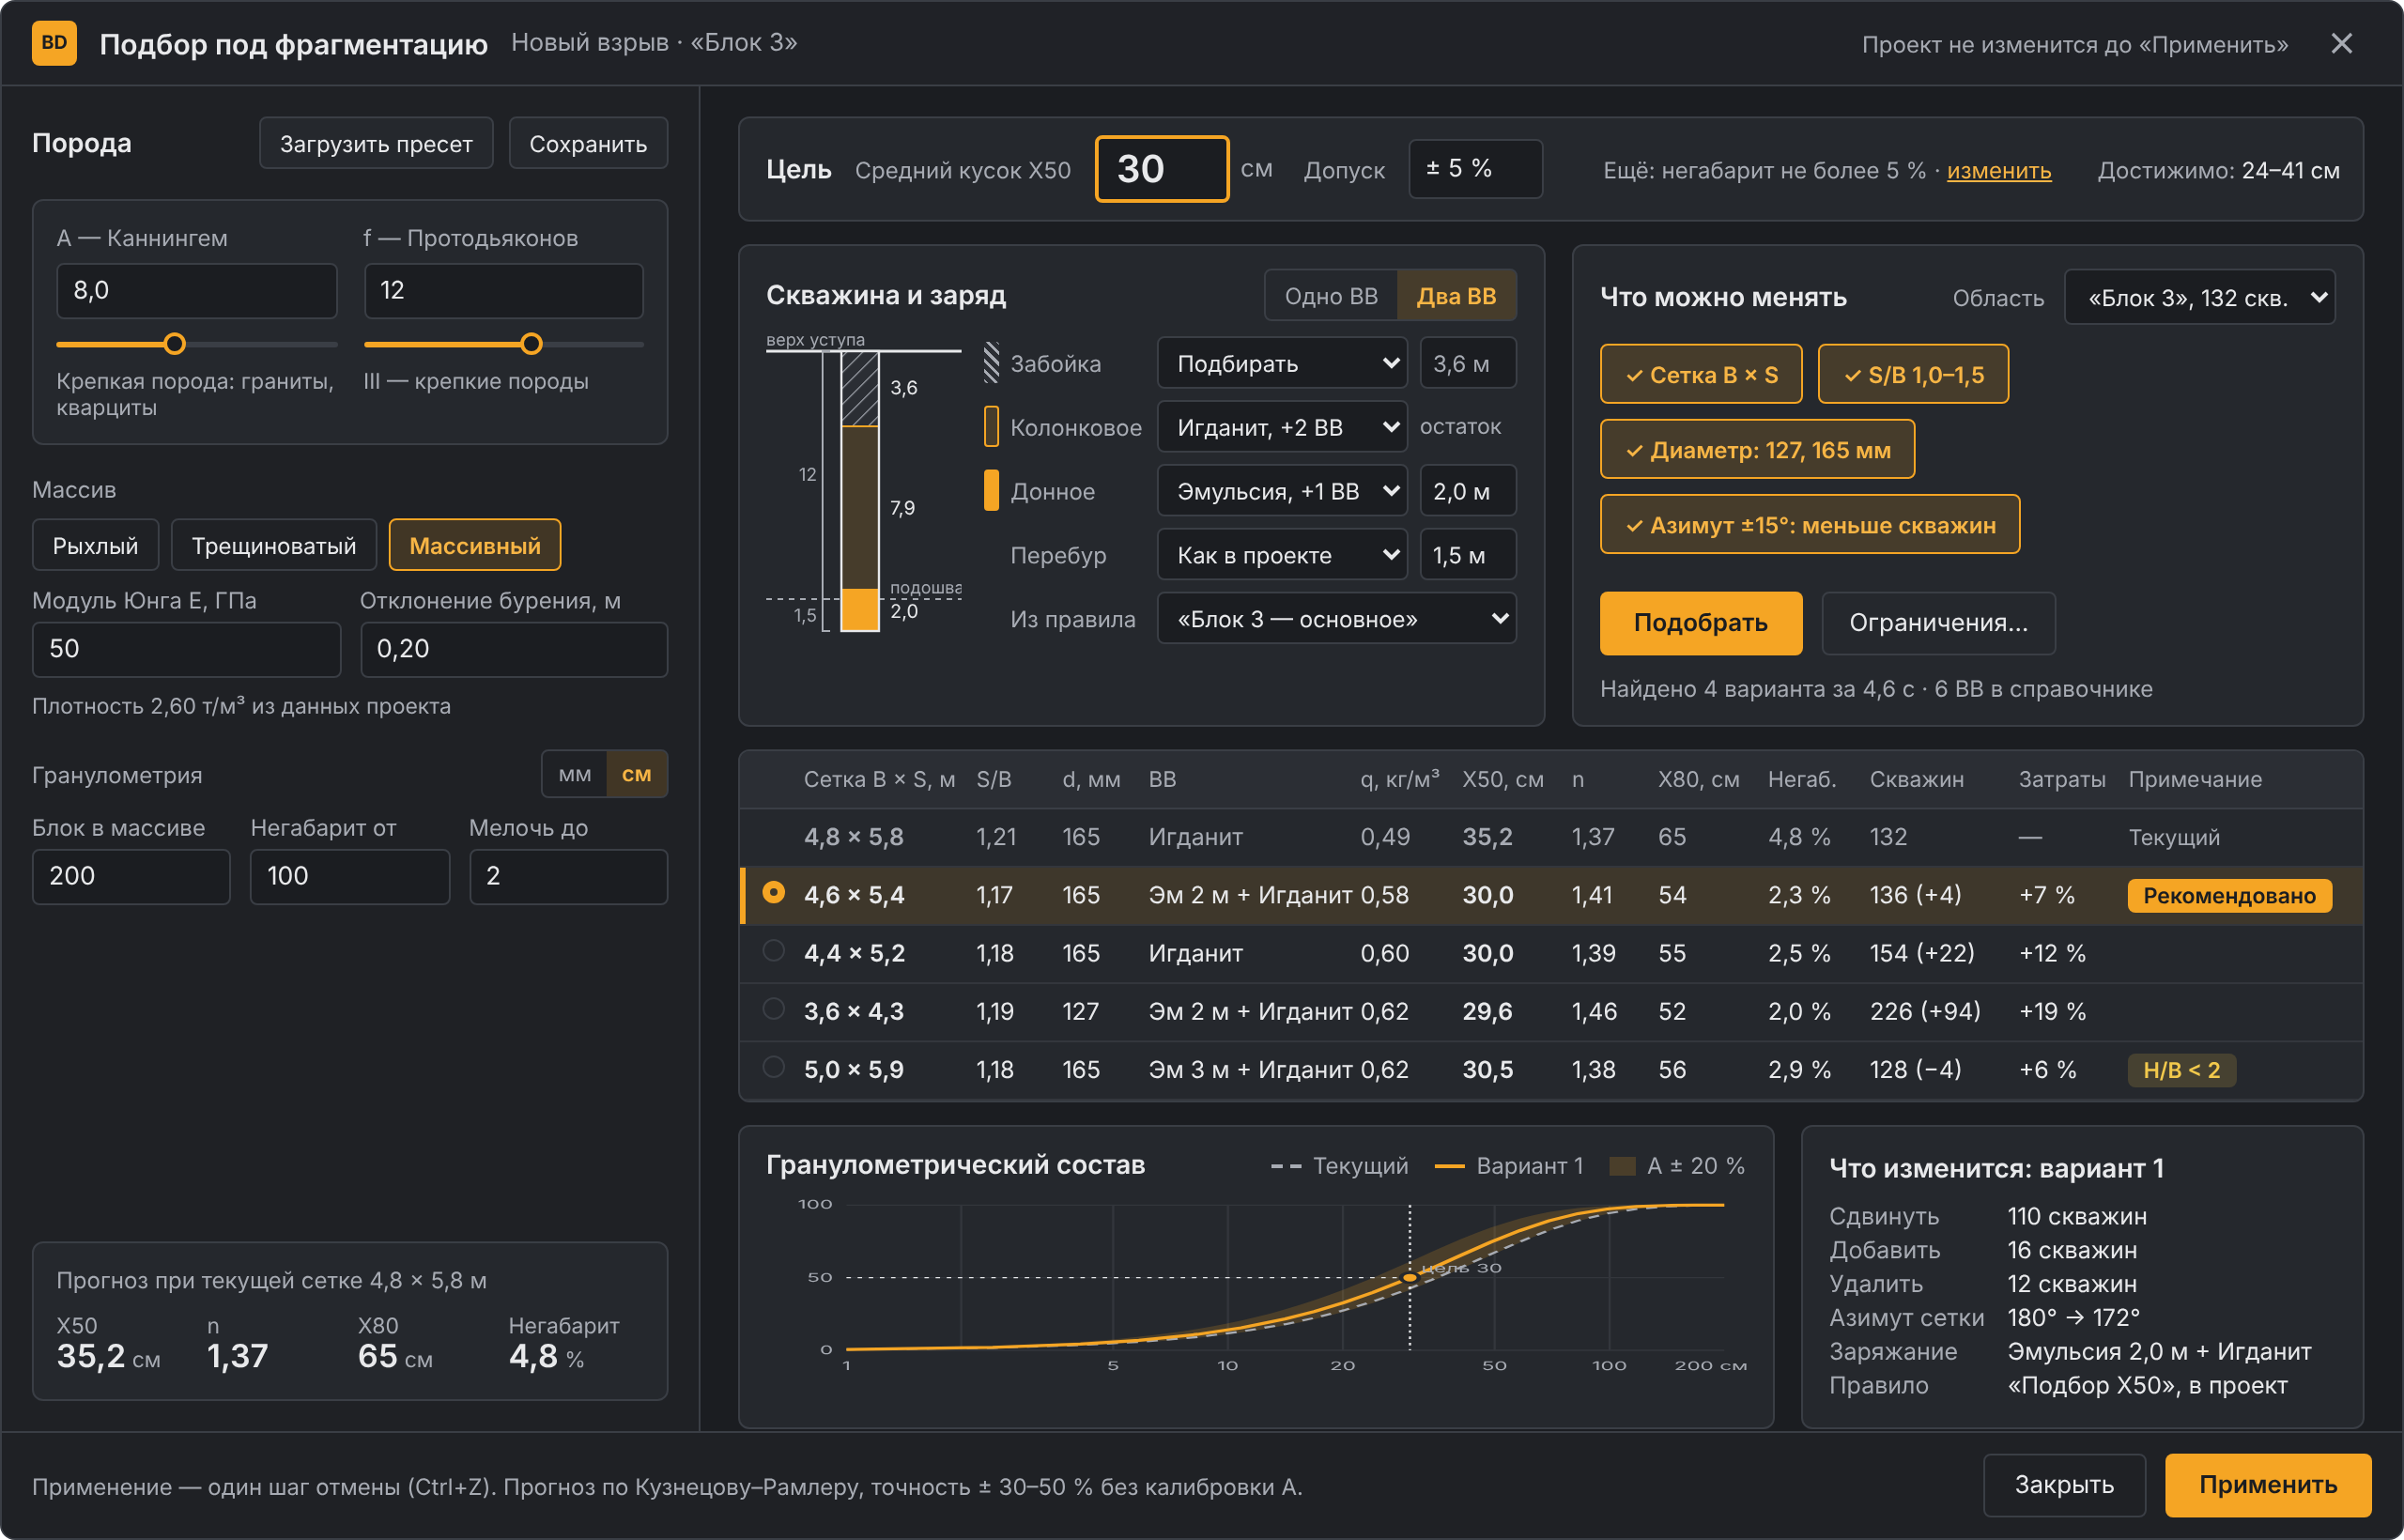 BD Подбор под фрагментацию Новый взрыв · «Блок 3» Проект не изменится до «Применить» ✕
Порода Загрузить пресет Сохранить
A — Каннингем f — Протодьяконов
8,0 12
Крепкая порода: граниты, III — крепкие породы
кварциты
Массив
Рыхлый Трещиноватый Массивный
Модуль Юнга E, ГПа Отклонение бурения, м
50 0,20
Плотность 2,60 т/м³ из данных проекта
Гранулометрия мм см
Блок в массиве Негабарит от Мелочь до
200 100 2
Прогноз при текущей сетке 4,8 × 5,8 м
X50 n X80 Негабарит
35,2 см 1,37 65 см 4,8 %
Цель Средний кусок X50 30 см Допуск ± 5 % Ещё: негабарит не более 5 % · изменить Достижимо: 24–41 см
Скважина и заряд Одно ВВ Два ВВ
верх уступа
3,6
12
7,9
подошва
1,5 2,0
Забойка Подбирать 3,6 м
Колонковое Игданит, +2 ВВ остаток
Донное Эмульсия, +1 ВВ 2,0 м
Перебур Как в проекте 1,5 м
Из правила «Блок 3 — основное»
Что можно менять Область «Блок 3», 132 скв.
✓ Сетка B × S ✓ S/B 1,0–1,5
✓ Диаметр: 127, 165 мм
✓ Азимут ±15°: меньше скважин
Подобрать Ограничения...
Найдено 4 варианта за 4,6 с · 6 ВВ в справочнике
Сетка B × S, м S/B d, мм ВВ q, кг/м³ X50, см n X80, см Негаб. Скважин Затраты Примечание
4,8 × 5,8 1,21 165 Игданит 0,49 35,2 1,37 65 4,8 % 132 — Текущий
4,6 × 5,4 1,17 165 Эм 2 м + Игданит 0,58 30,0 1,41 54 2,3 % 136 (+4) +7 % Рекомендовано
4,4 × 5,2 1,18 165 Игданит 0,60 30,0 1,39 55 2,5 % 154 (+22) +12 %
3,6 × 4,3 1,19 127 Эм 2 м + Игданит 0,62 29,6 1,46 52 2,0 % 226 (+94) +19 %
5,0 × 5,9 1,18 165 Эм 3 м + Игданит 0,62 30,5 1,38 56 2,9 % 128 (−4) +6 % H/B < 2
Гранулометрический состав Текущий Вариант 1 A ± 20 %
100
50 цель 30
0
1 5 10 20 50 100 200 см
Что изменится: вариант 1
Сдвинуть 110 скважин
Добавить 16 скважин
Удалить 12 скважин
Азимут сетки 180° → 172°
Заряжание Эмульсия 2,0 м + Игданит
Правило «Подбор X50», в проект
Применение — один шаг отмены (Ctrl+Z). Прогноз по Кузнецову–Рамлеру, точность ± 30–50 % без калибровки A. Закрыть Применить